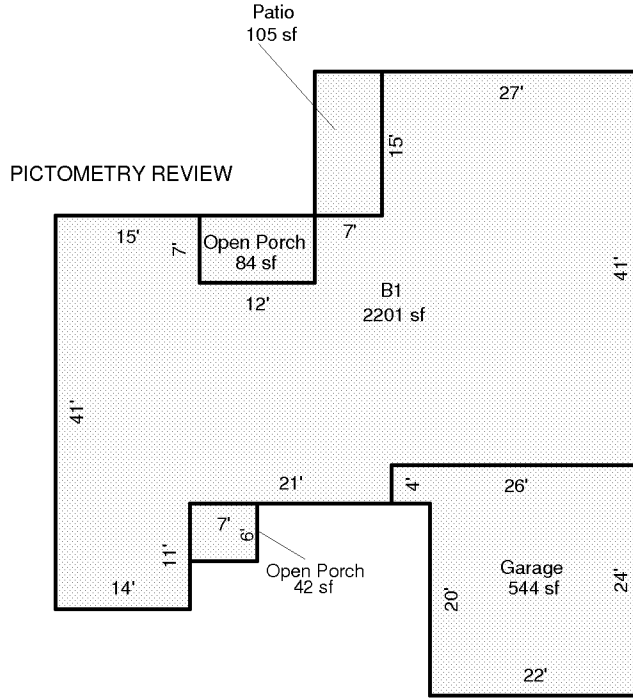 Patio
105 sf
27'
15'
PICTOMETRY REVIEW
15'
7'
Open Porch
84 sf
7'
12'
B1
2201 sf
41'
41'
21'
4'
26'
7'
6'
11'
Open Porch
42 sf
14'
20'
Garage
544 sf
24'
22'